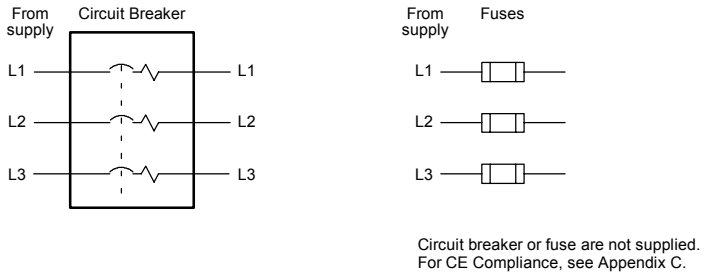 From supply
Circuit Breaker
L1
L1
L2
L2
L3
L3
From supply
Fuses
L1
L2
L3
Circuit breaker or fuse are not supplied.
For CE Compliance, see Appendix C.